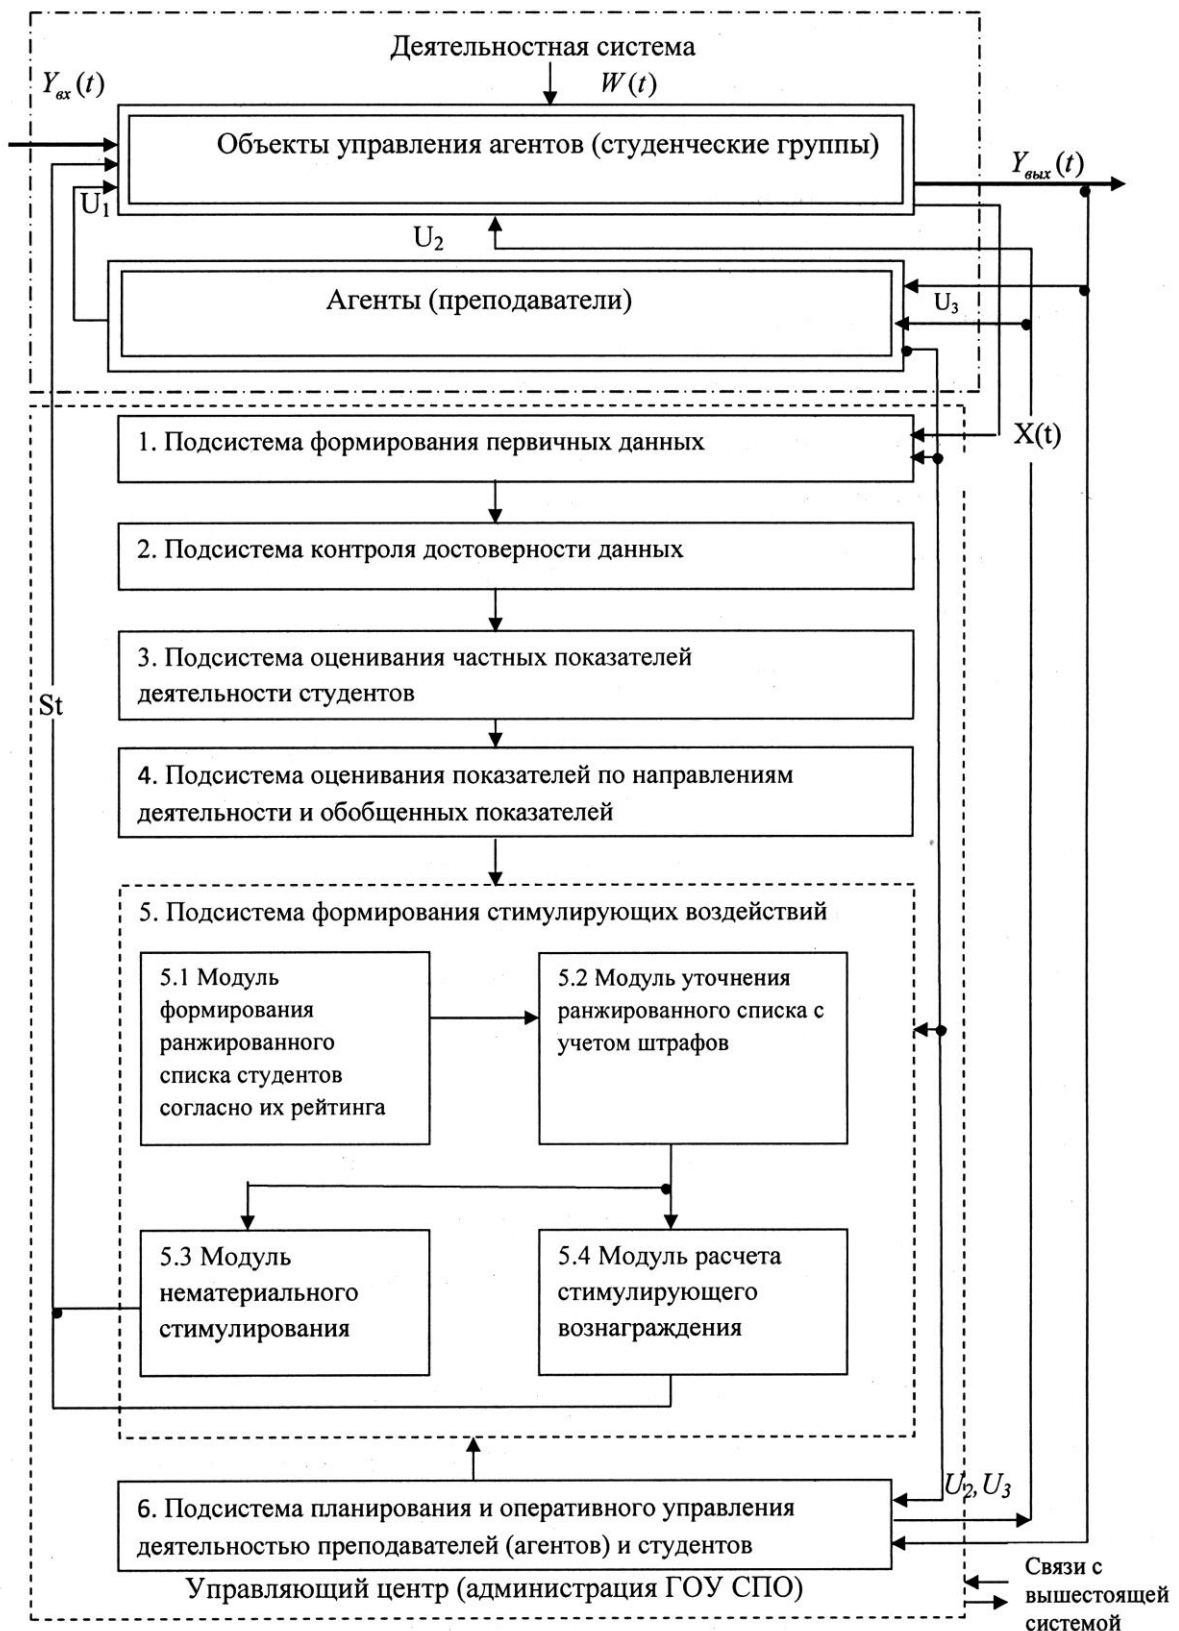 Деятельностная система
Y_вх(t)
W(t)
Объекты управления агентов (студенческие группы)
Y_вых(t)
U₁
U₂
Агенты (преподаватели)
U₃
1. Подсистема формирования первичных данных
X(t)
2. Подсистема контроля достоверности данных
3. Подсистема оценивания частных показателей
деятельности студентов
St
4. Подсистема оценивания показателей по направлениям
деятельности и обобщенных показателей
5. Подсистема формирования стимулирующих воздействий
5.1 Модуль
формирования
ранжированного
списка студентов
согласно их рейтинга
5.2 Модуль уточнения
ранжированного списка с
учетом штрафов
5.3 Модуль
нематериального
стимулирования
5.4 Модуль расчета
стимулирующего
вознаграждения
U₂, U₃
6. Подсистема планирования и оперативного управления
деятельностью преподавателей (агентов) и студентов
Управляющий центр (администрация ГОУ СПО)
Связи с
вышестоящей
системой